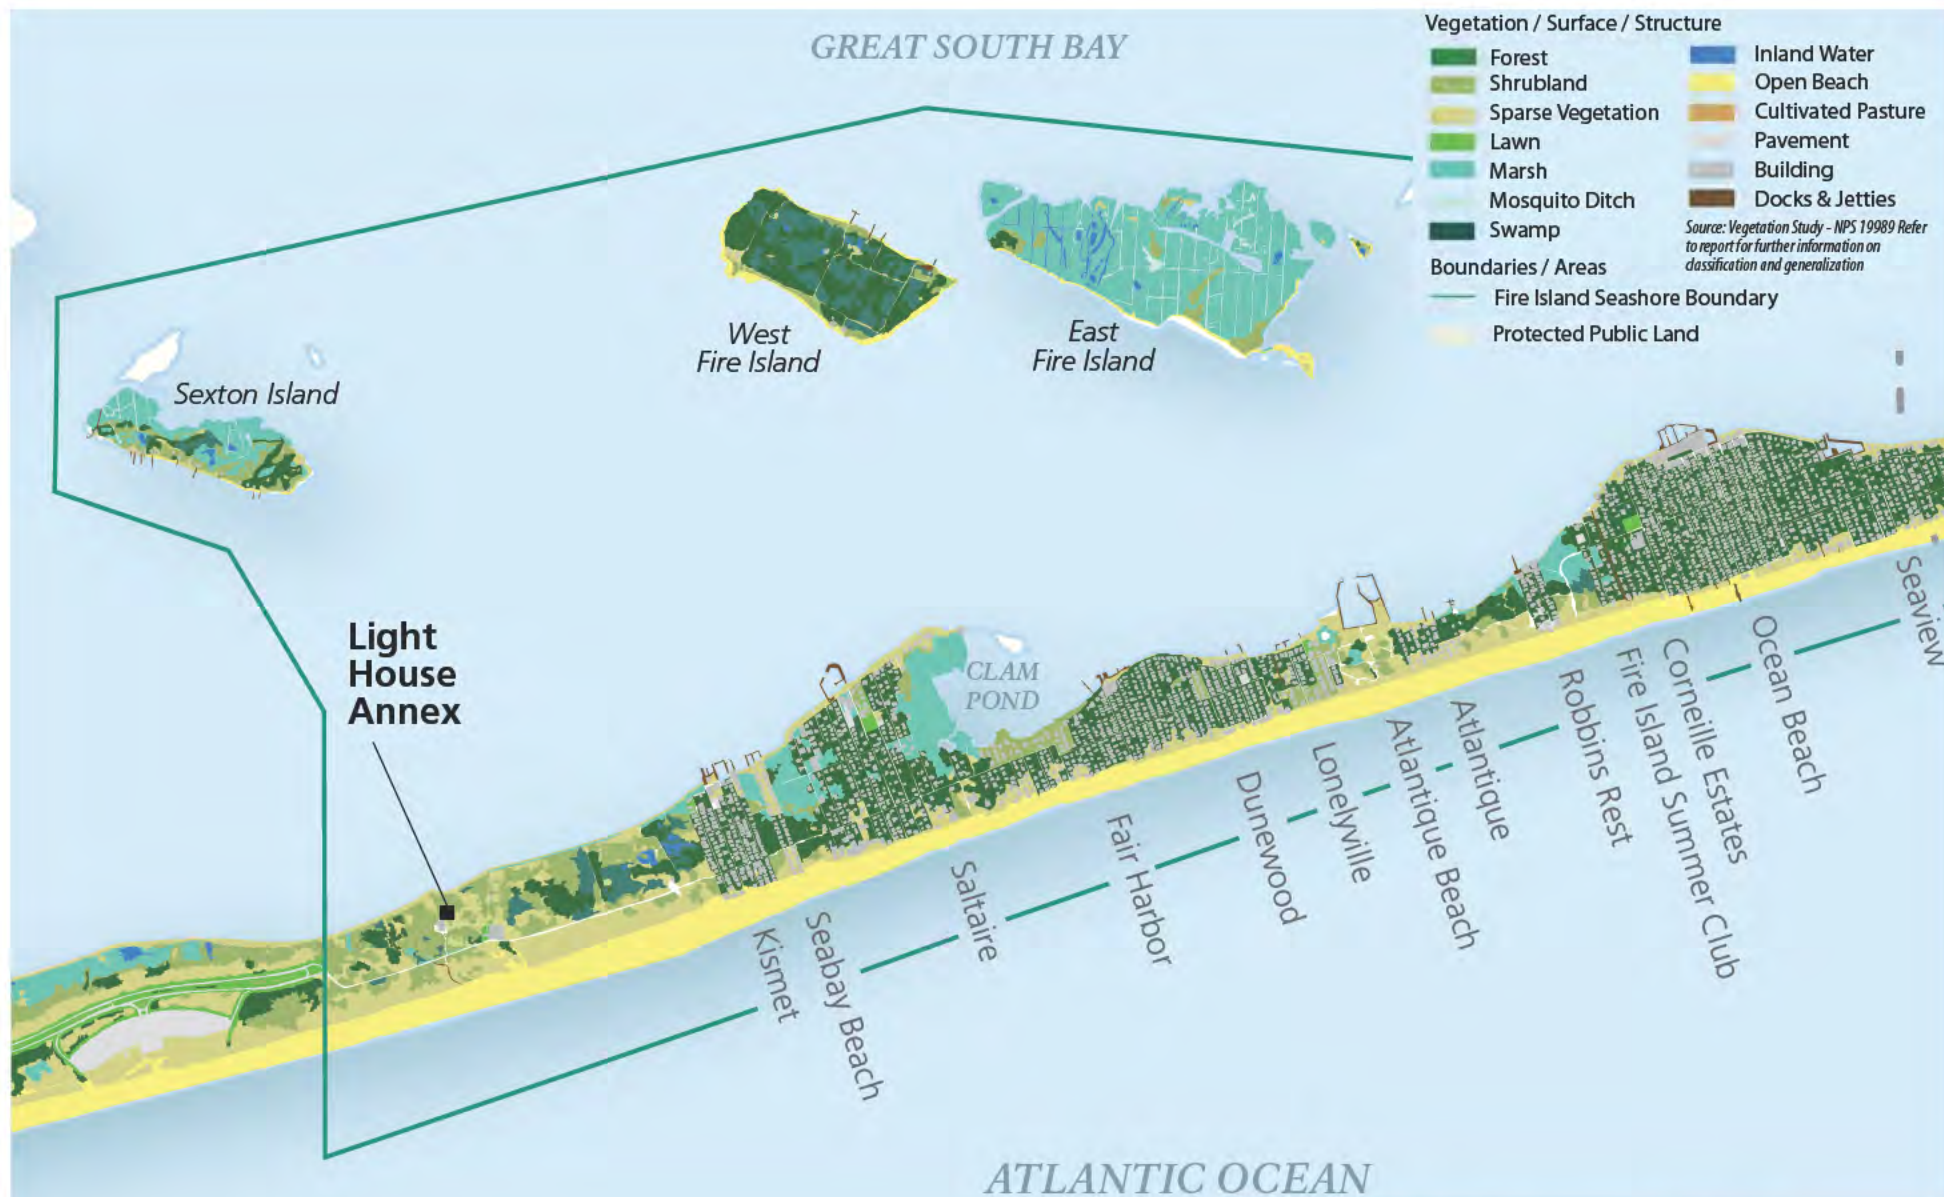 GREAT SOUTH BAY
Vegetation / Surface / Structure
Forest
Shrubland
Sparse Vegetation
Lawn
Marsh
Mosquito Ditch
Swamp
Inland Water
Open Beach
Cultivated Pasture
Pavement
Building
Docks & Jetties
Source: Vegetation Study - NPS 19989 Refer
to report for further information on
classification and generalization
Boundaries / Areas
Fire Island Seashore Boundary
Protected Public Land
West
Fire Island
East
Fire Island
Sexton Island
Light
House
Annex
CLAM
POND
Kismet
Seabay Beach
Saltaire
Fair Harbor
Dunewood
Lonelyville
Atlantique Beach
Atlantique
Robbins Rest
Fire Island Summer Club
Corneille Estates
Ocean Beach
Seaview
ATLANTIC OCEAN